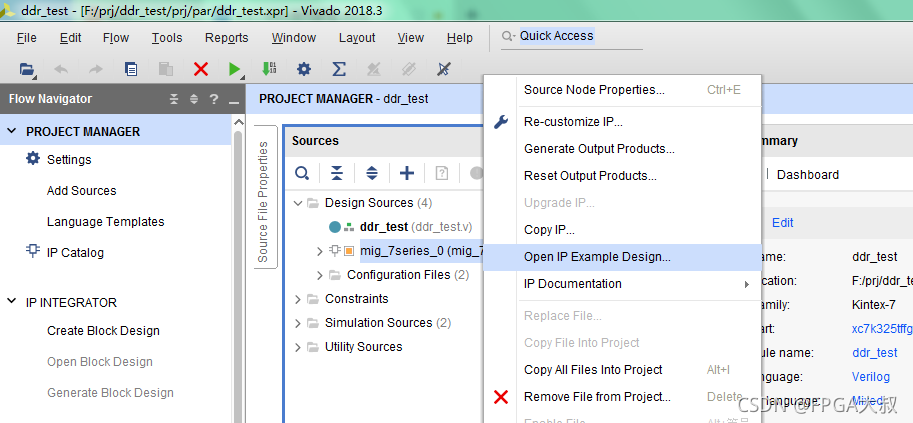 ddr_test - [F:/prj/ddr_test/prj/par/ddr_test.xpr] - Vivado 2018.3
File Edit Flow Tools Reports Window Layout View Help Quick Access
Flow Navigator
PROJECT MANAGER - ddr_test
PROJECT MANAGER
Settings
Add Sources
Language Templates
IP Catalog
IP INTEGRATOR
Create Block Design
Open Block Design
Generate Block Design
Source File Properties
Sources
Design Sources (4)
ddr_test (ddr_test.v)
mig_7series_0 (mig_7
Configuration Files (2)
Constraints
Simulation Sources (2)
Utility Sources
Source Node Properties... Ctrl+E
Re-customize IP...
Generate Output Products...
Reset Output Products...
Upgrade IP...
Copy IP...
Open IP Example Design...
IP Documentation
Replace File...
Copy File Into Project
Copy All Files Into Project Alt+I
Remove File from Project... Delete
Enable File
mmary
Dashboard
Edit
ame: ddr_test
cation: F:/prj/ddr_te
amily: Kintex-7
art: xc7k325tffg
ule name: ddr_test
nguage: Verilog
language: Mixed
CSDN @FPGA大叔